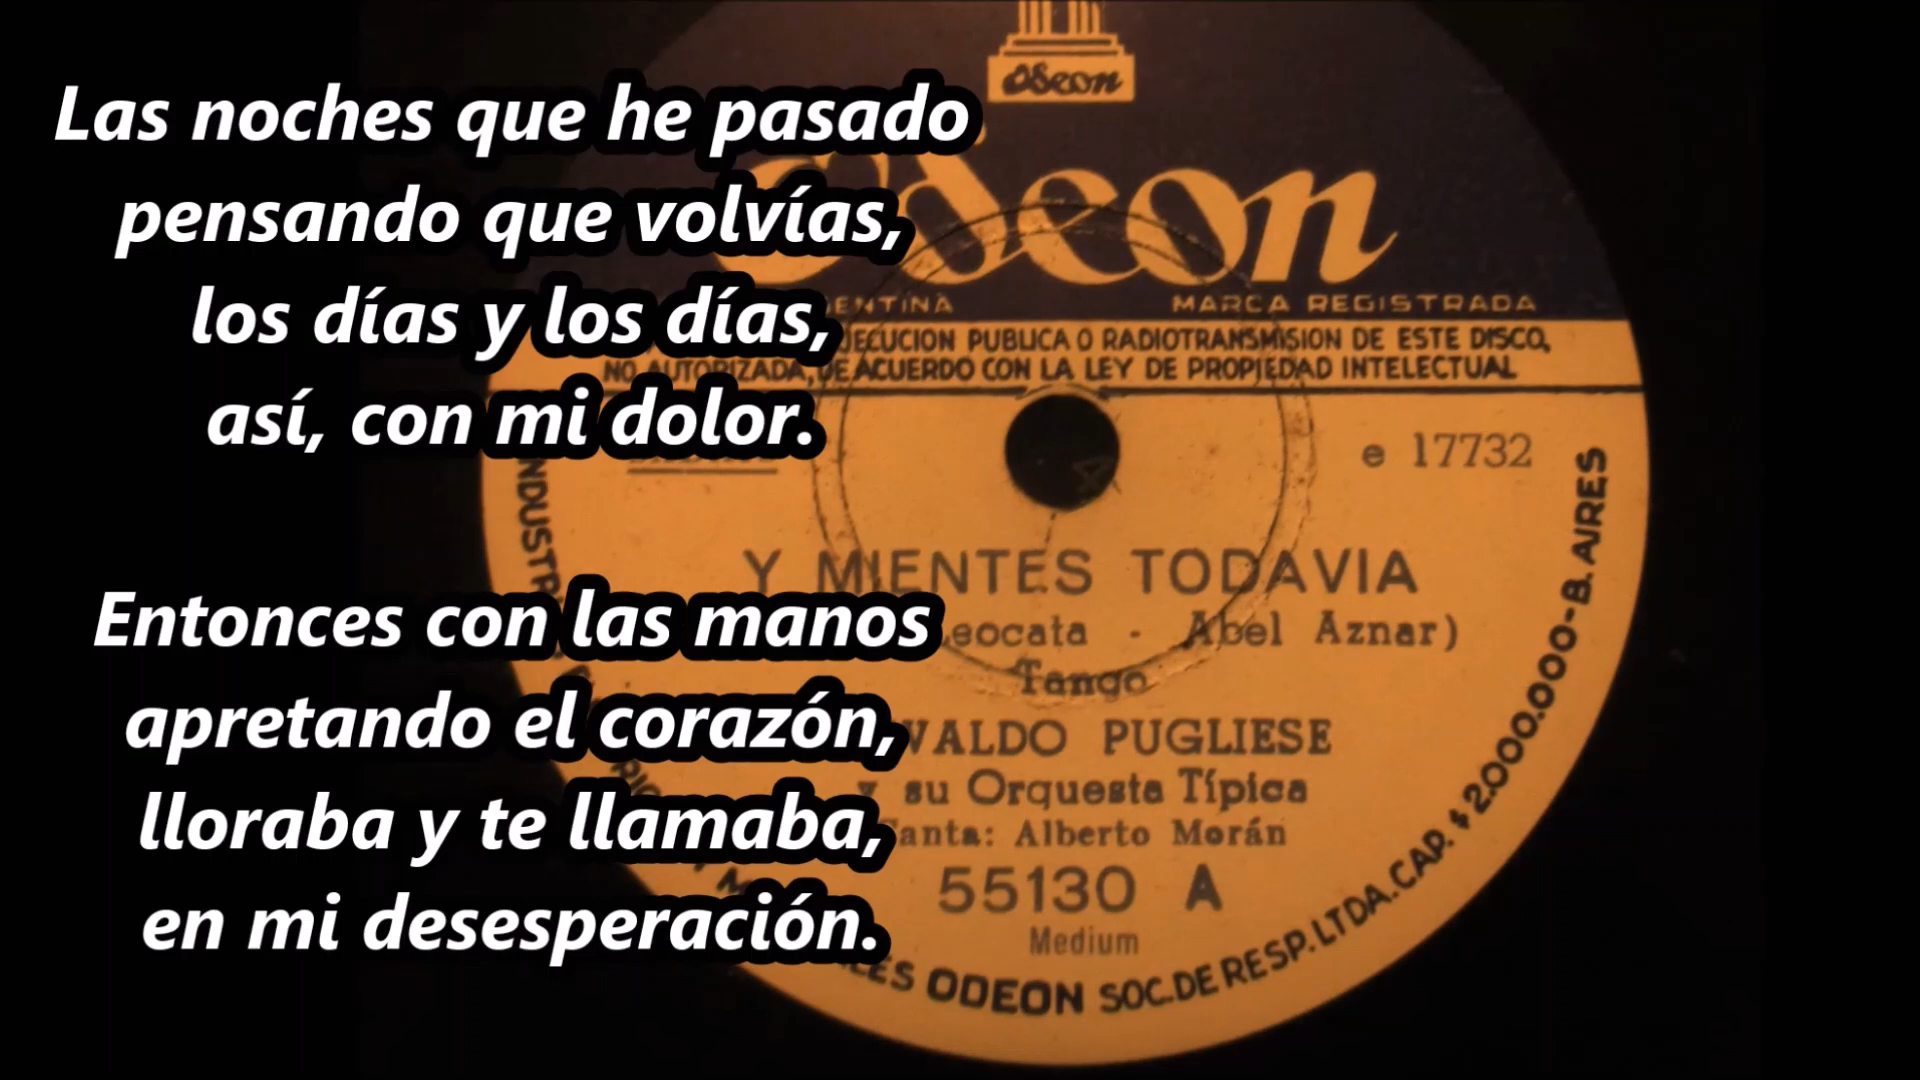 Las noches que he pasado
pensando que volvías,
los días y los días,
así, con mi dolor.
Entonces con las manos
apretando el corazón,
lloraba y te llamaba,
en mi desesperación.
Odeon
Odeon
MARCA REGISTRADA
PUBLICA O RADIOTRANSMISION DE ESTE DISCO,
NO AUTORIZADA, DE ACUERDO CON LA LEY DE PROPIEDAD INTELECTUAL
e 17732
Y MIENTES TODAVIA
- Abel Aznar)
Tango
PUGLIESE
y su Orquesta Típica
Alberto Morán
55130 A
Medium
ODEON SOC. DE RESP. LTDA. CAP. $ 2.000.000-B. AIRES